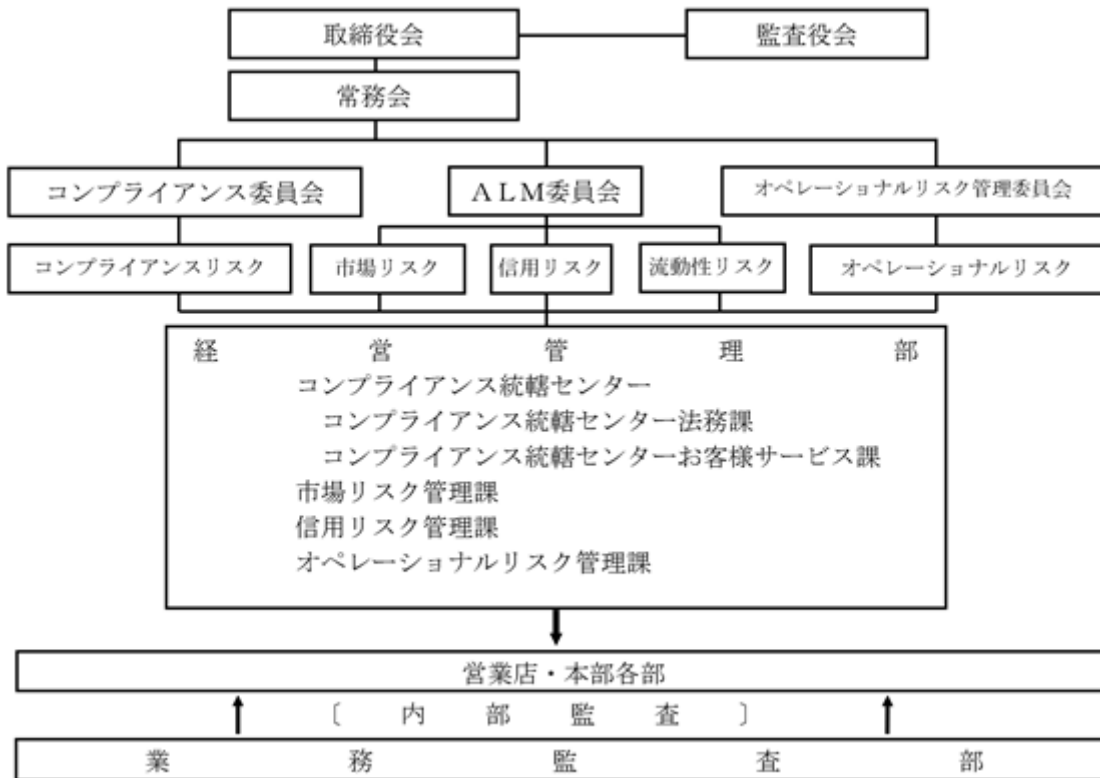 取締役会
監査役会
常務会
コンプライアンス委員会
ALM委員会
オペレーショナルリスク管理委員会
コンプライアンスリスク
市場リスク
信用リスク
流動性リスク
オペレーショナルリスク
経営管理部
コンプライアンス統轄センター
コンプライアンス統轄センター法務課
コンプライアンス統轄センターお客様サービス課
市場リスク管理課
信用リスク管理課
オペレーショナルリスク管理課
営業店・本部各部
〔内部監査〕
業務監査部